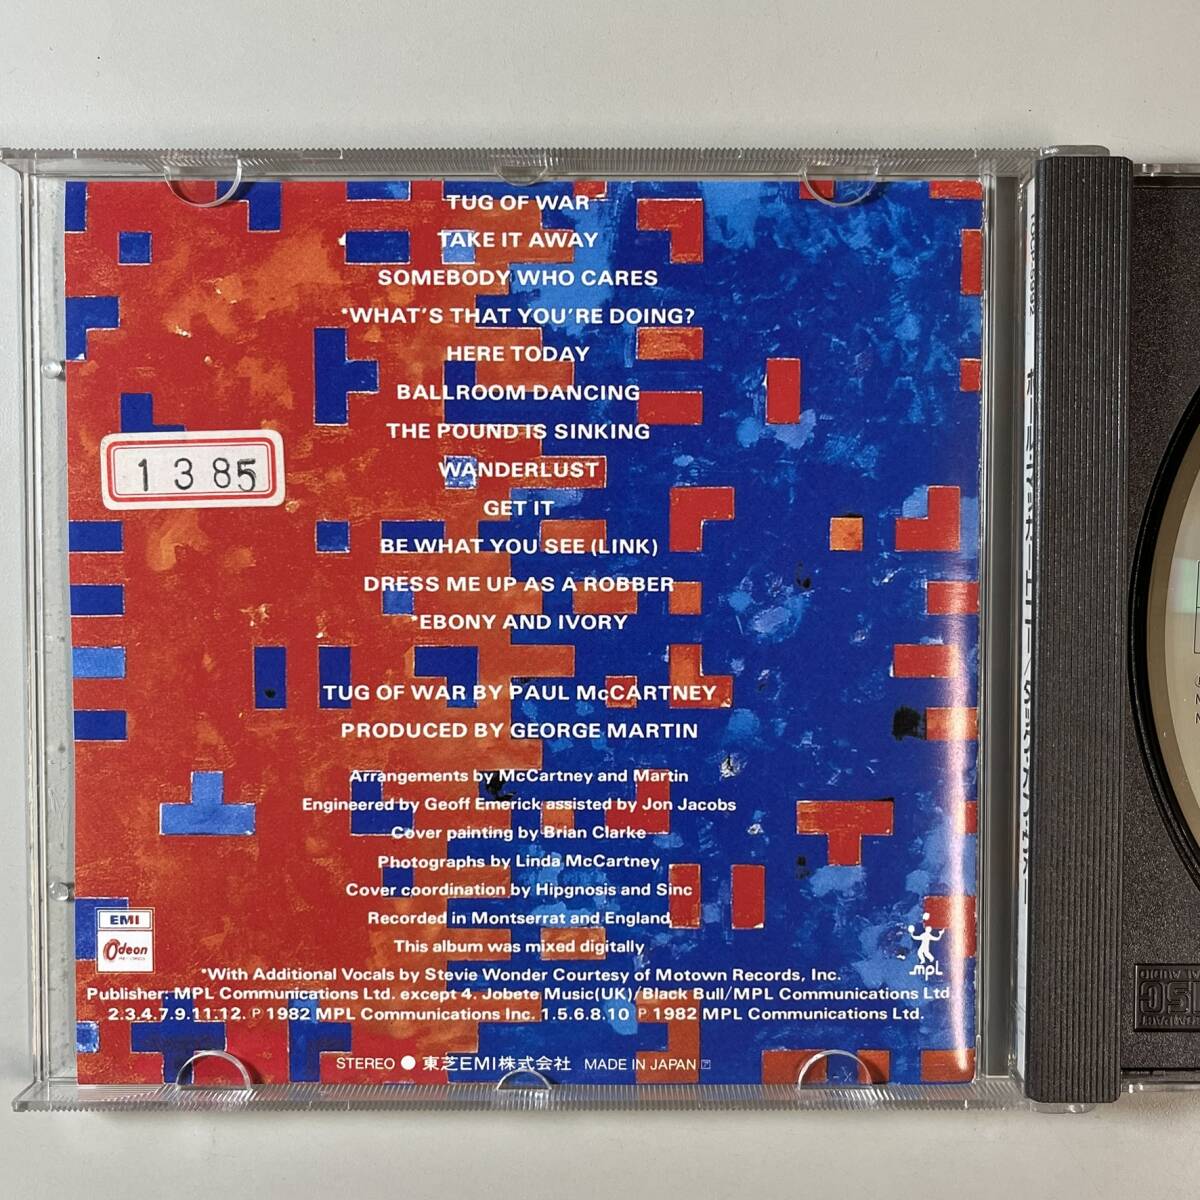 TUG OF WAR
TAKE IT AWAY
SOMEBODY WHO CARES
*WHAT'S THAT YOU'RE DOING?
HERE TODAY
BALLROOM DANCING
THE POUND IS SINKING
WANDERLUST
GET IT
BE WHAT YOU SEE (LINK)
DRESS ME UP AS A ROBBER
*EBONY AND IVORY
1385
TUG OF WAR BY PAUL McCARTNEY
PRODUCED BY GEORGE MARTIN
Arrangements by McCartney and Martin
Engineered by Geoff Emerick assisted by Jon Jacobs
Cover painting by Brian Clarke
Photographs by Linda McCartney
Cover coordination by Hipgnosis and Sinc
Recorded in Montserrat and England
This album was mixed digitally
*With Additional Vocals by Stevie Wonder Courtesy of Motown Records, Inc.
Publisher: MPL Communications Ltd. except 4. Jobete Music(UK)/Black Bull/MPL Communications Ltd
2.3.4.7.9.11.12. ℗ 1982 MPL Communications Inc. 1.5.6.8.10 ℗ 1982 MPL Communications Ltd.
STEREO ● 東芝EMI株式会社 MADE IN JAPAN
EMI
Odeon
MPL